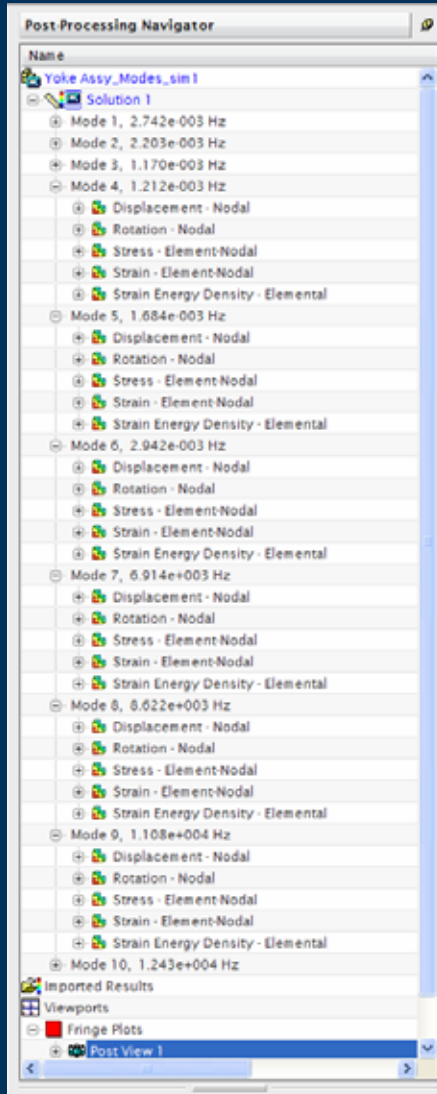 Post-Processing Navigator
Name
Yoke Assy_Modes_sim1
Solution 1
Mode 1, 2.742e-003 Hz
Mode 2, 2.203e-003 Hz
Mode 3, 1.170e-003 Hz
Mode 4, 1.212e-003 Hz
Displacement - Nodal
Rotation - Nodal
Stress - Element-Nodal
Strain - Element-Nodal
Strain Energy Density - Elemental
Mode 5, 1.684e-003 Hz
Displacement - Nodal
Rotation - Nodal
Stress - Element-Nodal
Strain - Element-Nodal
Strain Energy Density - Elemental
Mode 6, 2.942e-003 Hz
Displacement - Nodal
Rotation - Nodal
Stress - Element-Nodal
Strain - Element-Nodal
Strain Energy Density - Elemental
Mode 7, 6.914e+003 Hz
Displacement - Nodal
Rotation - Nodal
Stress - Element-Nodal
Strain - Element-Nodal
Strain Energy Density - Elemental
Mode 8, 8.622e+003 Hz
Displacement - Nodal
Rotation - Nodal
Stress - Element-Nodal
Strain - Element-Nodal
Strain Energy Density - Elemental
Mode 9, 1.108e+004 Hz
Displacement - Nodal
Rotation - Nodal
Stress - Element-Nodal
Strain - Element-Nodal
Strain Energy Density - Elemental
Mode 10, 1.243e+004 Hz
Imported Results
Viewports
Fringe Plots
Post View 1